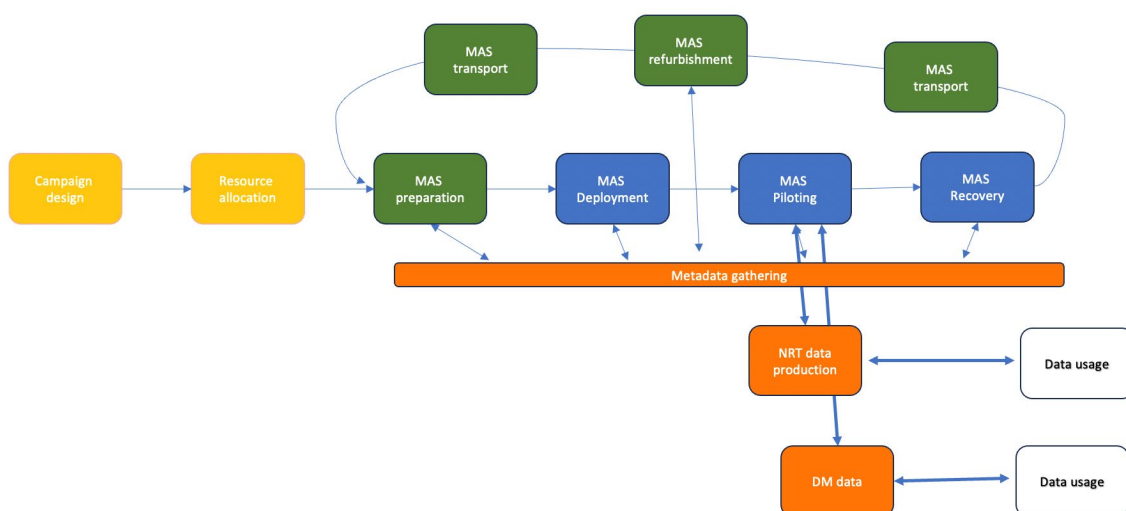 MAS
transport
MAS
refurbishment
MAS
transport
Campaign
design
Resource
allocation
MAS
preparation
MAS
Deployment
MAS
Piloting
MAS
Recovery
Metadata gathering
NRT data
production
Data usage
DM data
Data usage